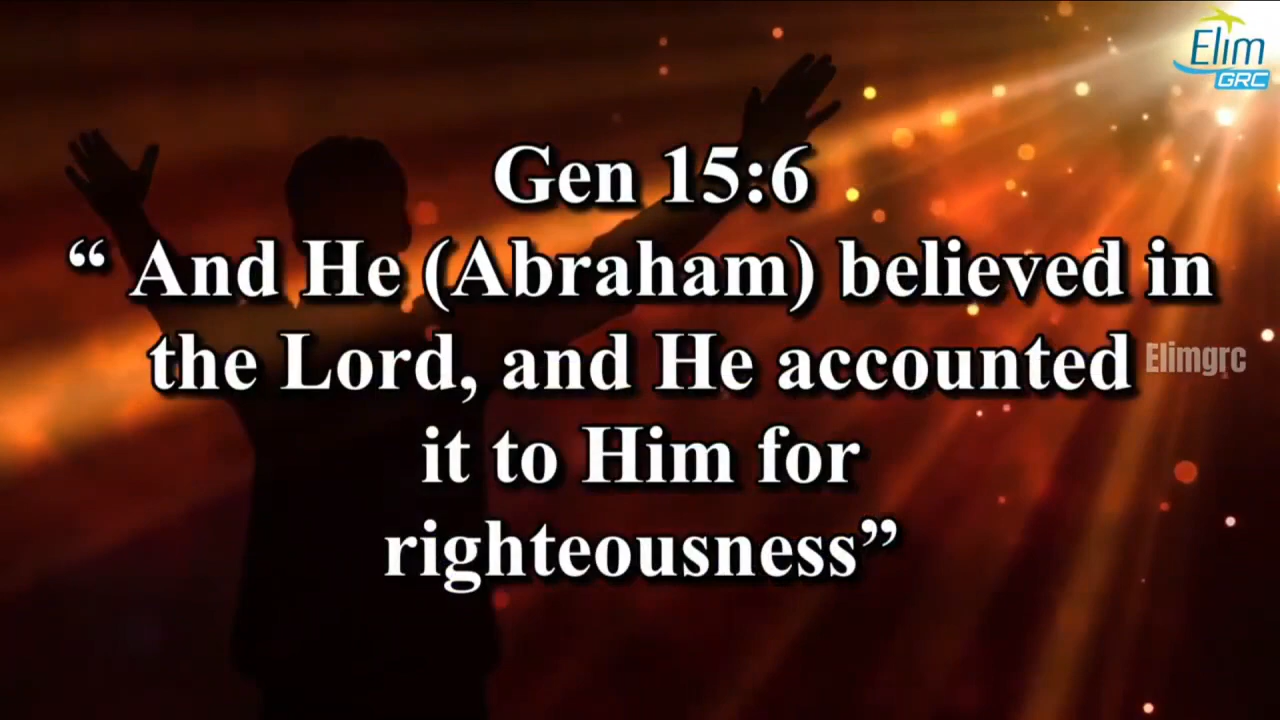 Elim
GRC
Gen 15:6
“ And He (Abraham) believed in
the Lord, and He accounted
Elimgrc
it to Him for
righteousness”